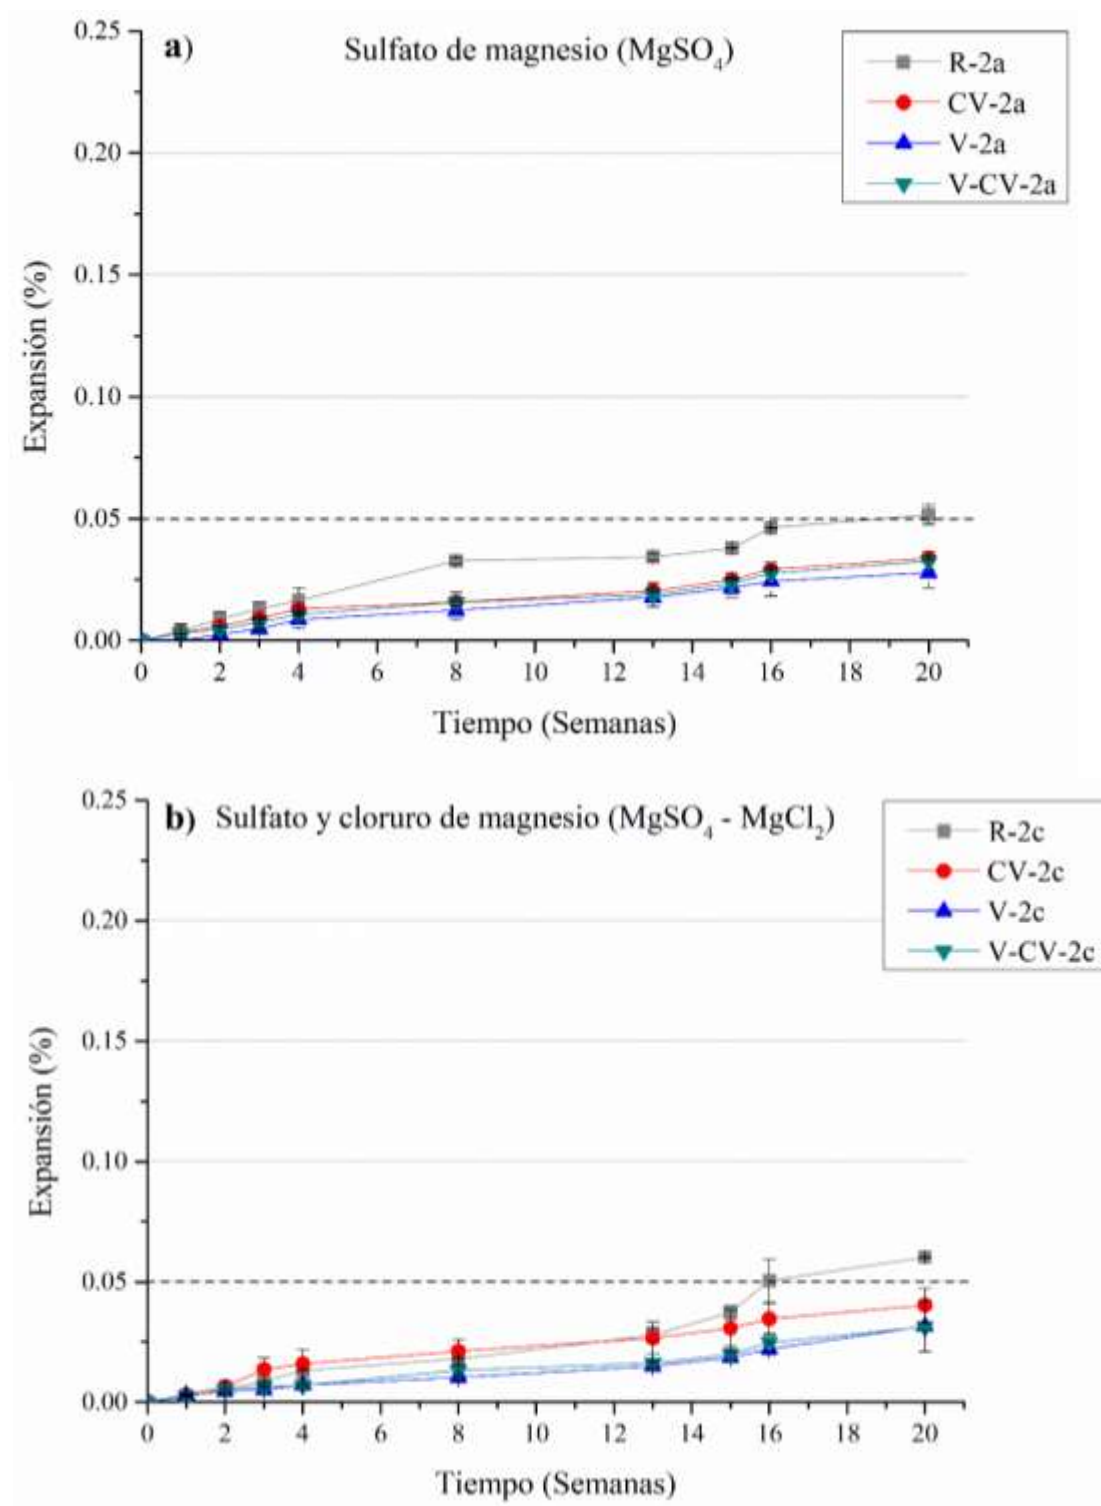 a)
Sulfato de magnesio (MgSO4)
R-2a
CV-2a
V-2a
V-CV-2a
0.25
0.20
0.15
0.10
0.05
0.00
Expansión (%)
0 2 4 6 8 10 12 14 16 18 20
Tiempo (Semanas)
b) Sulfato y cloruro de magnesio (MgSO4 - MgCl2)
R-2c
CV-2c
V-2c
V-CV-2c
0.25
0.20
0.15
0.10
0.05
0.00
Expansión (%)
0 2 4 6 8 10 12 14 16 18 20
Tiempo (Semanas)